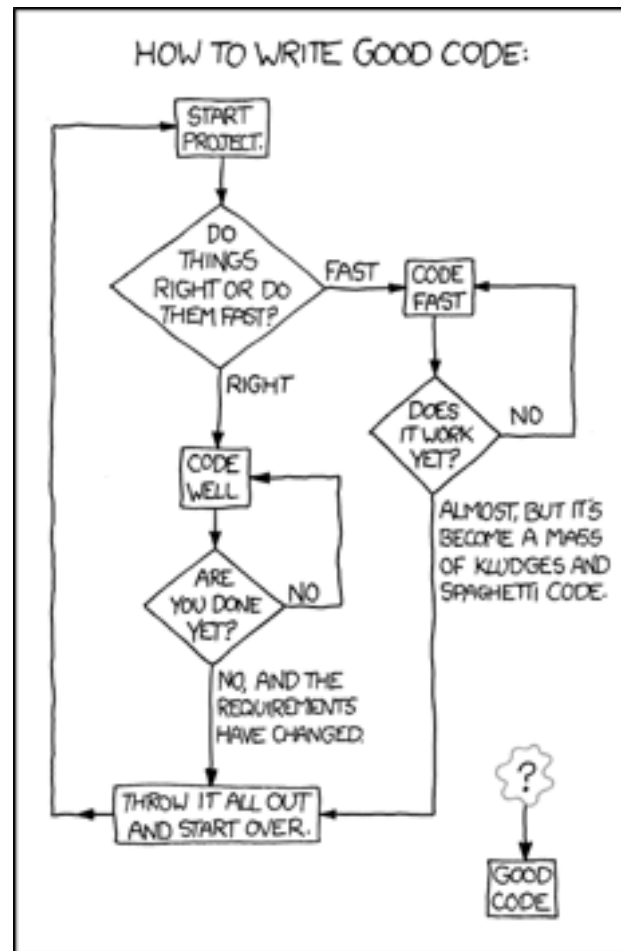 HOW TO WRITE GOOD CODE:
START
PROJECT.
DO
THINGS
RIGHT OR DO
THEM FAST?
FAST
CODE
FAST
RIGHT
DOES
IT WORK
YET?
NO
CODE
WELL
ALMOST, BUT IT'S
BECOME A MASS
OF KLUDGES AND
SPAGHETTI CODE.
ARE
YOU DONE
YET?
NO
NO, AND THE
REQUIREMENTS
HAVE CHANGED.
THROW IT ALL OUT
AND START OVER.
?
GOOD
CODE